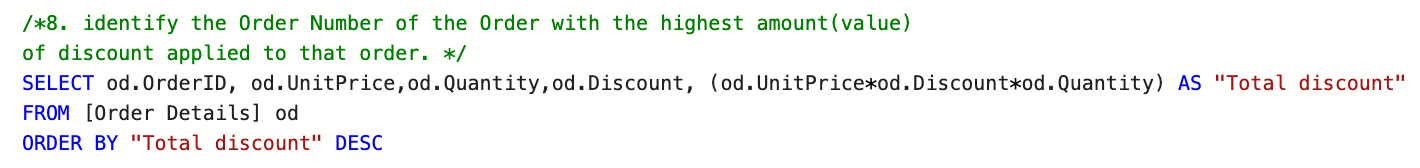 /*8. identify the Order Number of the Order with the highest amount(value)
of discount applied to that order. */
SELECT od.OrderID, od.UnitPrice,od.Quantity,od.Discount, (od.UnitPrice*od.Discount*od.Quantity) AS "Total discount"
FROM [Order Details] od
ORDER BY "Total discount" DESC